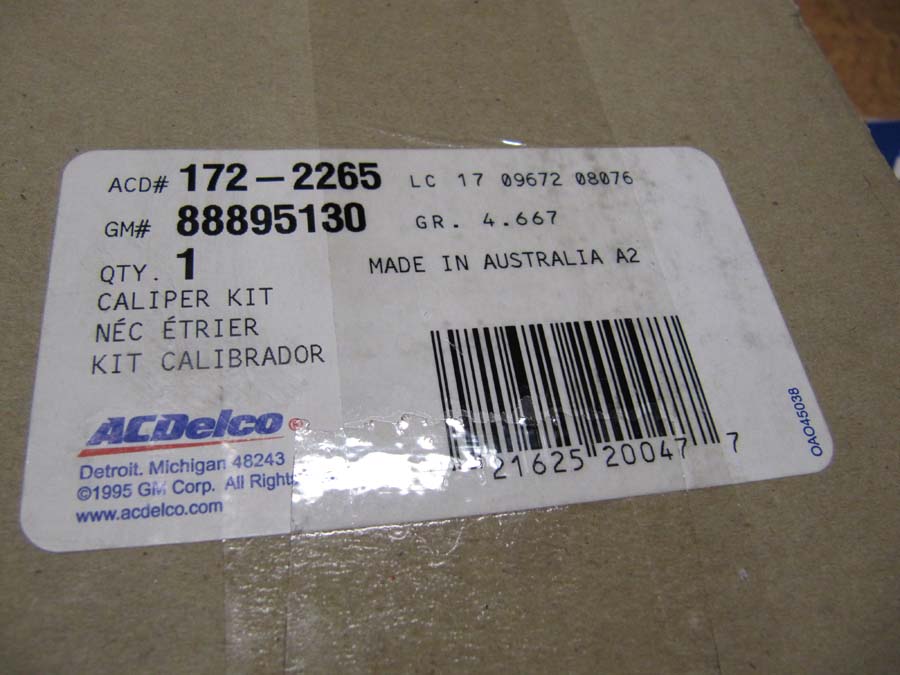 ACD# 172-2265 LC 17 09672 08076
GM# 88895130 GR. 4.667
QTY. 1 MADE IN AUSTRALIA A2
CALIPER KIT
NÉC ÉTRIER
KIT CALIBRADOR
ACDelco®
Detroit. Michigan 48243
©1995 GM Corp. All Rights
www.acdelco.com
21625 20047 7
OAO45038